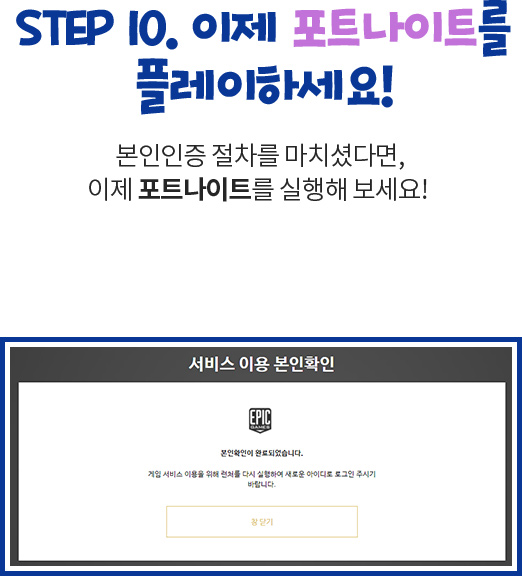 STEP 10. 이제 포트나이트를
플레이하세요!
본인인증 절차를 마치셨다면,
이제 포트나이트를 실행해 보세요!
서비스 이용 본인확인
EPIC
GAMES
본인확인이 완료되었습니다.
게임 서비스 이용을 위해 런처를 다시 실행하여 새로운 아이디로 로그인 주시기
바랍니다.
창 닫기